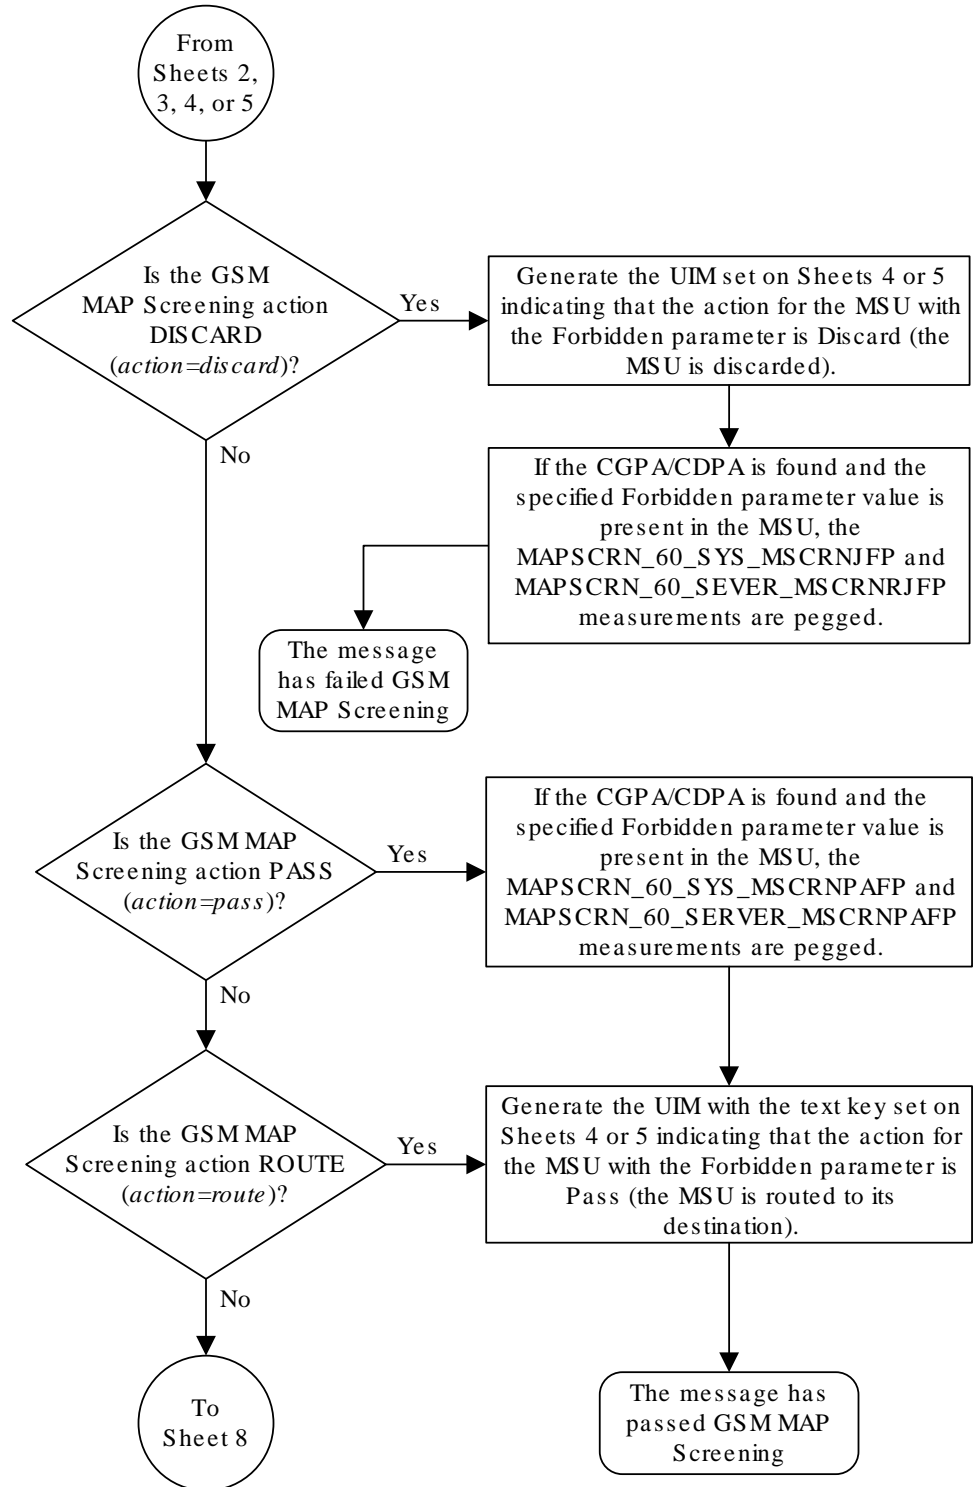 From
Sheets 2,
3, 4, or 5
Is the GSM
MAP Screening action
DISCARD
(action=discard)?
Yes
Generate the UIM set on Sheets 4 or 5
indicating that the action for the MSU with
the Forbidden parameter is Discard (the
MSU is discarded).
No
If the CGPA/CDPA is found and the
specified Forbidden parameter value is
present in the MSU, the
MAPSCRN_60_SYS_MSCRNJFP and
MAPSCRN_60_SEVER_MSCRNRJFP
measurements are pegged.
The message
has failed GSM
MAP Screening
Is the GSM MAP
Screening action PASS
(action=pass)?
Yes
If the CGPA/CDPA is found and the
specified Forbidden parameter value is
present in the MSU, the
MAPSCRN_60_SYS_MSCRNPAFP and
MAPSCRN_60_SERVER_MSCRNPAFP
measurements are pegged.
No
Is the GSM MAP
Screening action ROUTE
(action=route)?
Yes
Generate the UIM with the text key set on
Sheets 4 or 5 indicating that the action for
the MSU with the Forbidden parameter is
Pass (the MSU is routed to its
destination).
No
To
Sheet 8
The message has
passed GSM MAP
Screening